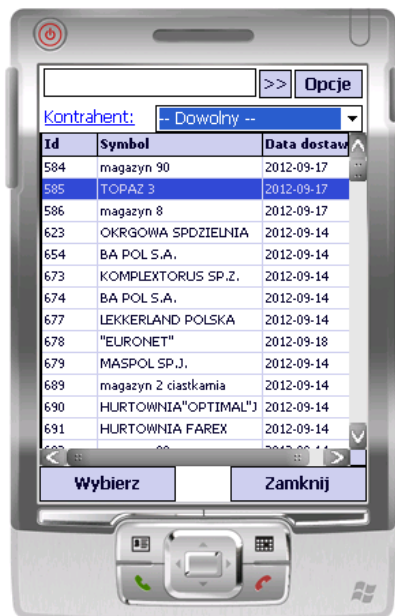 >> Opcje
Kontrahent: -- Dowolny --
Id Symbol Data dostaw
584 magazyn 90 2012-09-17
585 TOPAZ 3 2012-09-17
586 magazyn 8 2012-09-17
623 OKRGOWA SPDZIELNIA 2012-09-14
654 BA POL S.A. 2012-09-14
673 KOMPLEXTORUS SP.Z. 2012-09-14
674 BA POL S.A. 2012-09-14
677 LEKKERLAND POLSKA 2012-09-14
678 "EURONET" 2012-09-18
679 MASPOL SP.J. 2012-09-14
689 magazyn 2 ciastkarnia 2012-09-14
690 HURTOWNIA"OPTIMAL"J 2012-09-14
691 HURTOWNIA FAREX 2012-09-14
Wybierz Zamknij